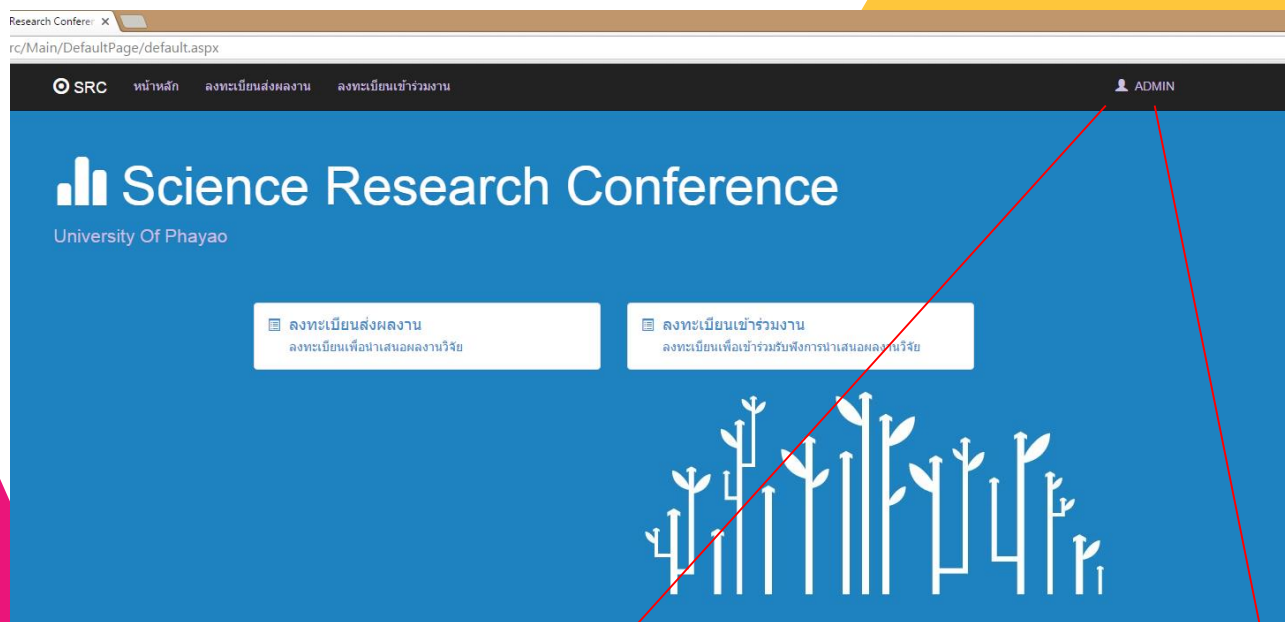 Research Conferer ×
rc/Main/DefaultPage/default.aspx
SRC หน้าหลัก ลงทะเบียนส่งผลงาน ลงทะเบียนเข้าร่วมงาน ADMIN
Science Research Conference
University Of Phayao
ลงทะเบียนส่งผลงาน
ลงทะเบียนเพื่อนำเสนอผลงานวิจัย
ลงทะเบียนเข้าร่วมงาน
ลงทะเบียนเพื่อเข้าร่วมรับฟังการนำเสนอผลงานวิจัย